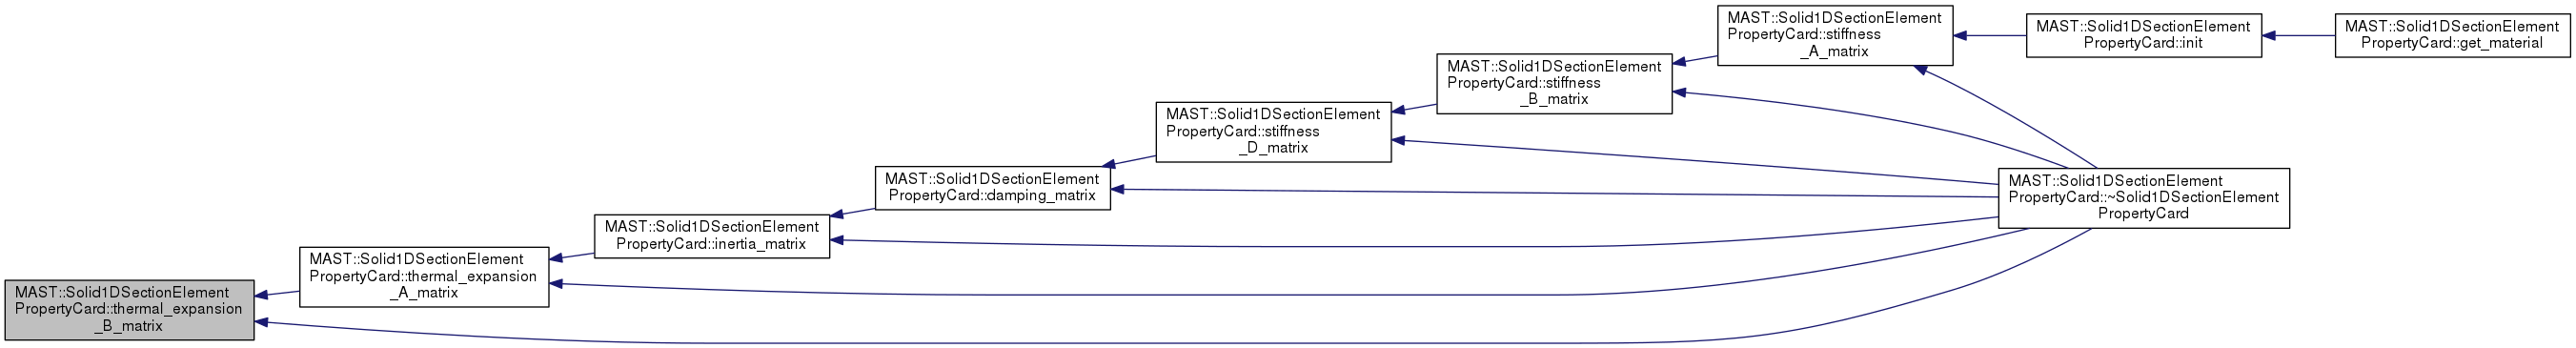 MAST::Solid1DSectionElement
PropertyCard::thermal_expansion
_B_matrix
MAST::Solid1DSectionElement
PropertyCard::thermal_expansion
_A_matrix
MAST::Solid1DSectionElement
PropertyCard::inertia_matrix
MAST::Solid1DSectionElement
PropertyCard::damping_matrix
MAST::Solid1DSectionElement
PropertyCard::stiffness
_D_matrix
MAST::Solid1DSectionElement
PropertyCard::stiffness
_B_matrix
MAST::Solid1DSectionElement
PropertyCard::stiffness
_A_matrix
MAST::Solid1DSectionElement
PropertyCard::init
MAST::Solid1DSectionElement
PropertyCard::get_material
MAST::Solid1DSectionElement
PropertyCard::~Solid1DSectionElement
PropertyCard